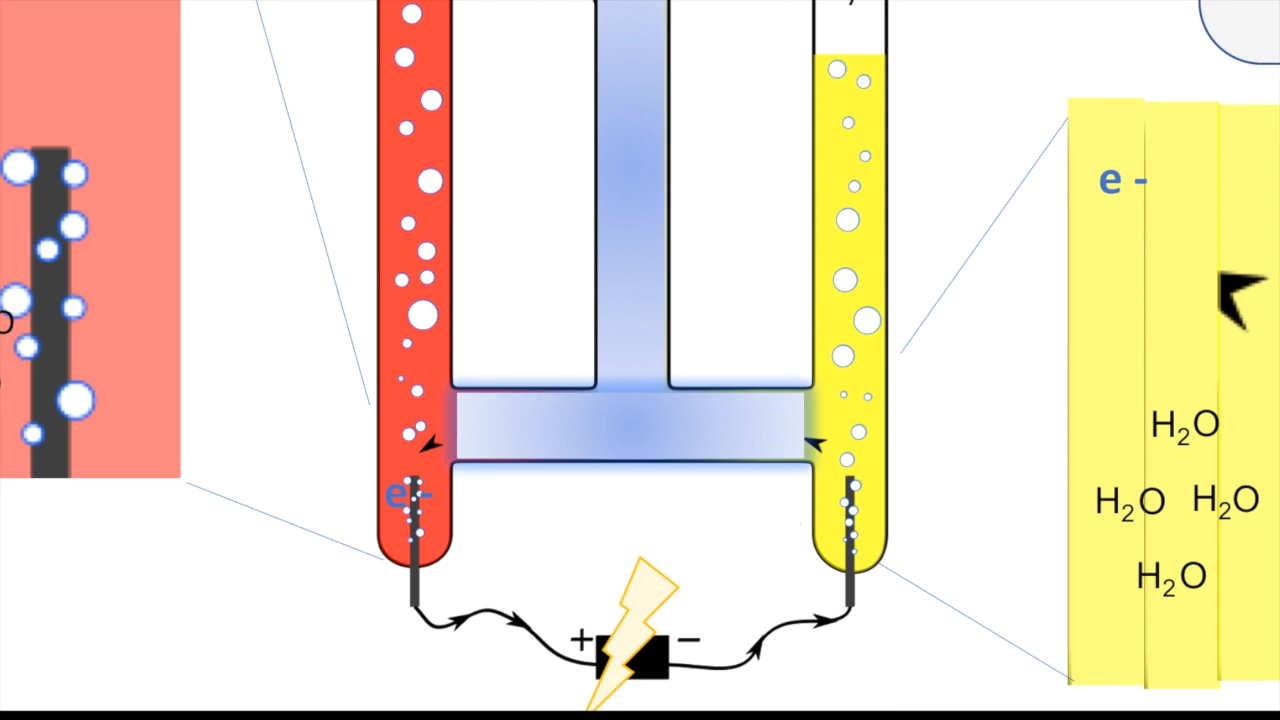 e -
e -
H₂O
H₂O H₂O
H₂O
+ −